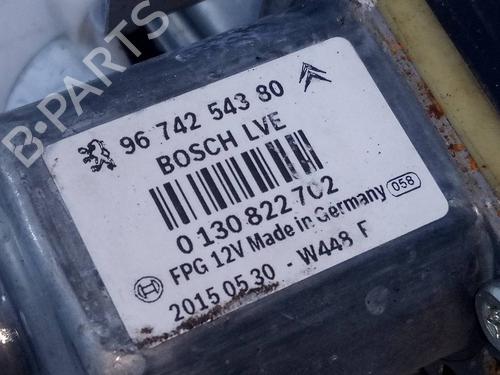 B-PARTS
96 742 543 80
BOSCH LVE
0 130 822 702
FPG 12V Made in Germany 058
2015 05 30 - W448 F